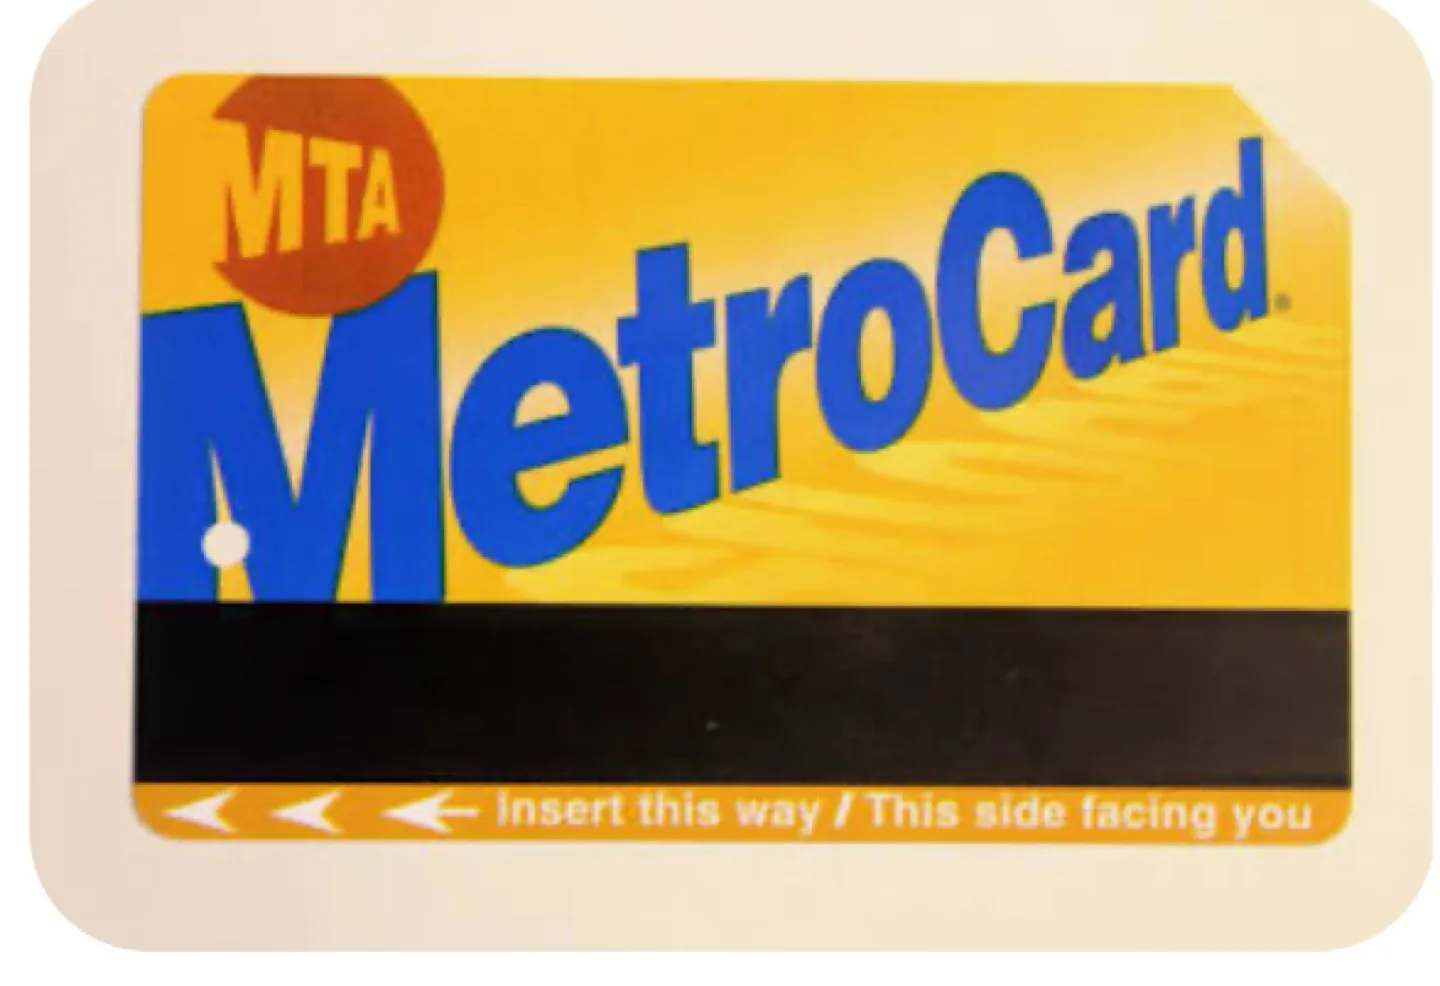 MTA
MetroCard®
Insert this way / This side facing you